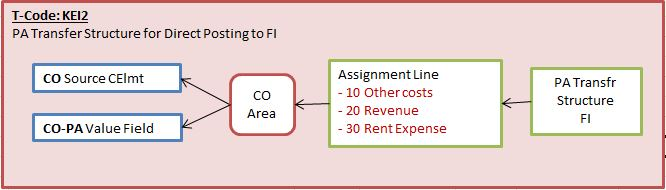 T-Code: KEI2
PA Transfer Structure for Direct Posting to FI
CO Source CElmt
CO-PA Value Field
CO
Area
Assignment Line
- 10 Other costs
- 20 Revenue
- 30 Rent Expense
PA Transfr
Structure
FI